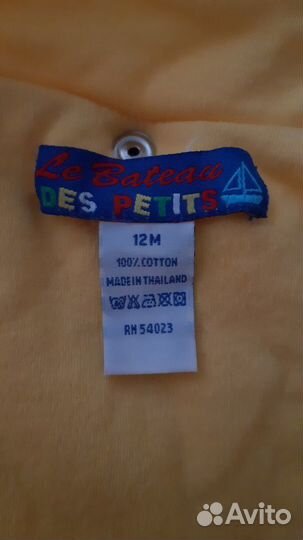 Le Bateau
DES PETITS
12M
100% COTTON
MADE IN THAILAND
RN 54023
Avito